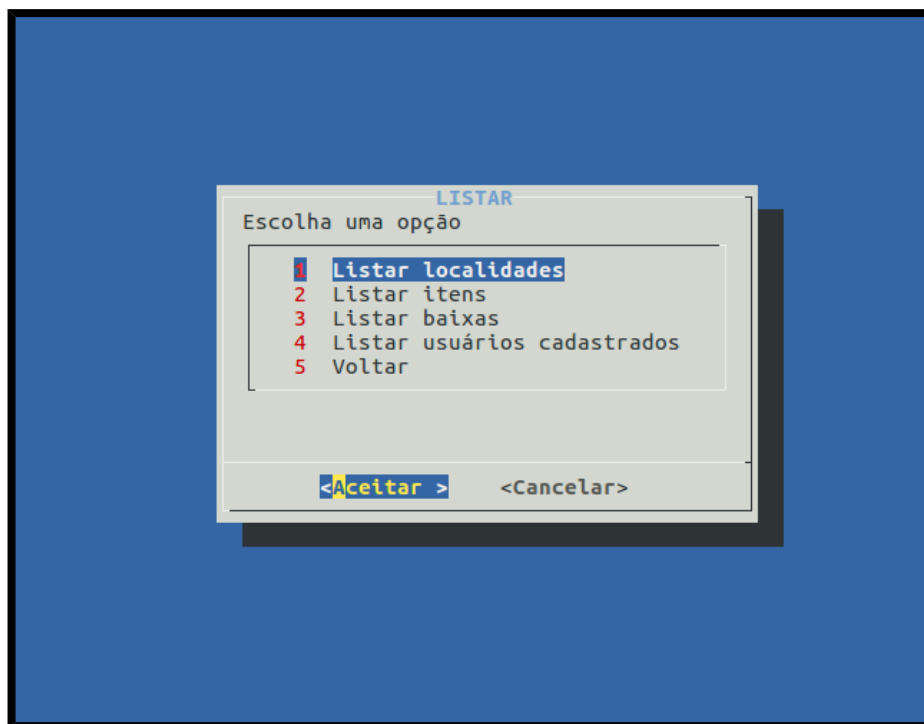 LISTAR
Escolha uma opção
1 Listar localidades
2 Listar itens
3 Listar baixas
4 Listar usuários cadastrados
5 Voltar
<Aceitar > <Cancelar>